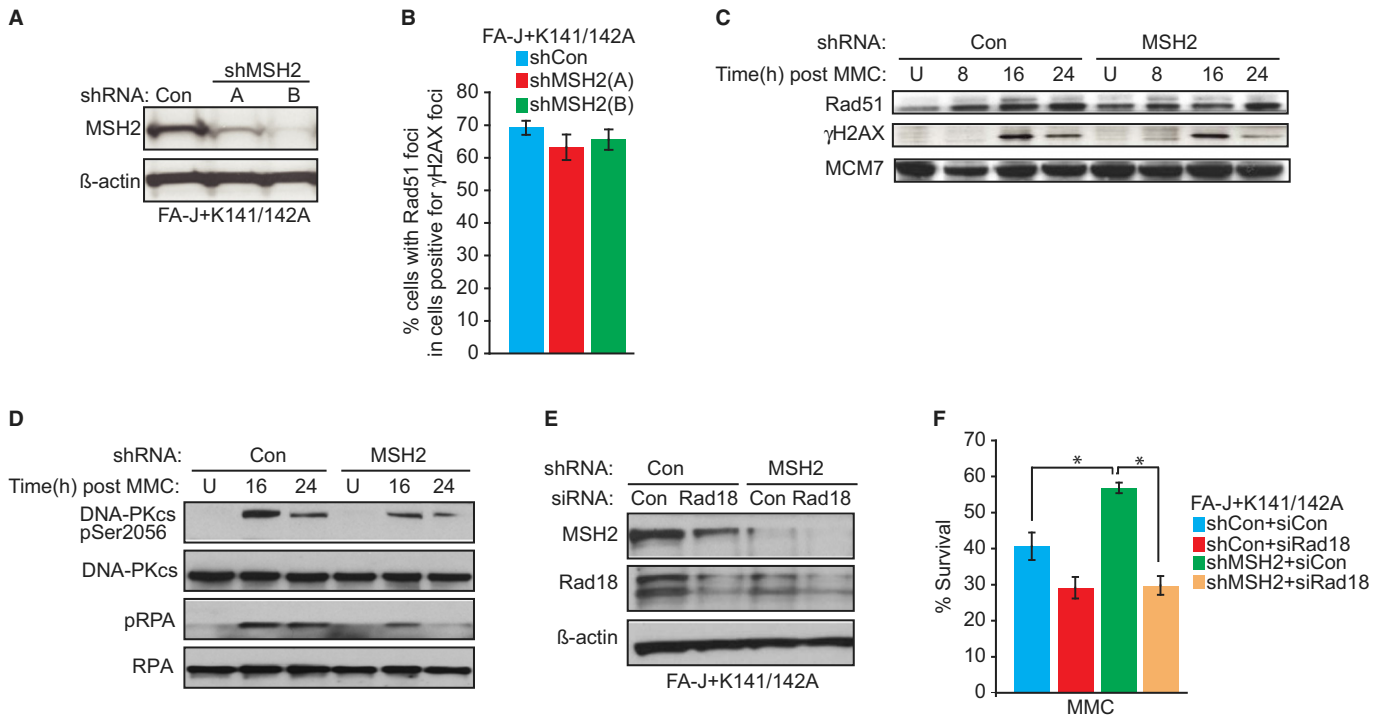 A
shMSH2
shRNA: Con A B
MSH2
ß-actin
FA-J+K141/142A
B
FA-J+K141/142A
shCon
shMSH2(A)
shMSH2(B)
% cells with Rad51 foci
in cells positive for γH2AX foci
80
70
60
50
40
30
20
10
0
C
shRNA: Con MSH2
Time(h) post MMC: U 8 16 24 U 8 16 24
Rad51
γH2AX
MCM7
D
shRNA: Con MSH2
Time(h) post MMC: U 16 24 U 16 24
DNA-PKcs
pSer2056
DNA-PKcs
pRPA
RPA
E
shRNA: Con MSH2
siRNA: Con Rad18 Con Rad18
MSH2
Rad18
ß-actin
FA-J+K141/142A
F
% Survival
70
60
50
40
30
20
10
0
* *
MMC
FA-J+K141/142A
shCon+siCon
shCon+siRad18
shMSH2+siCon
shMSH2+siRad18